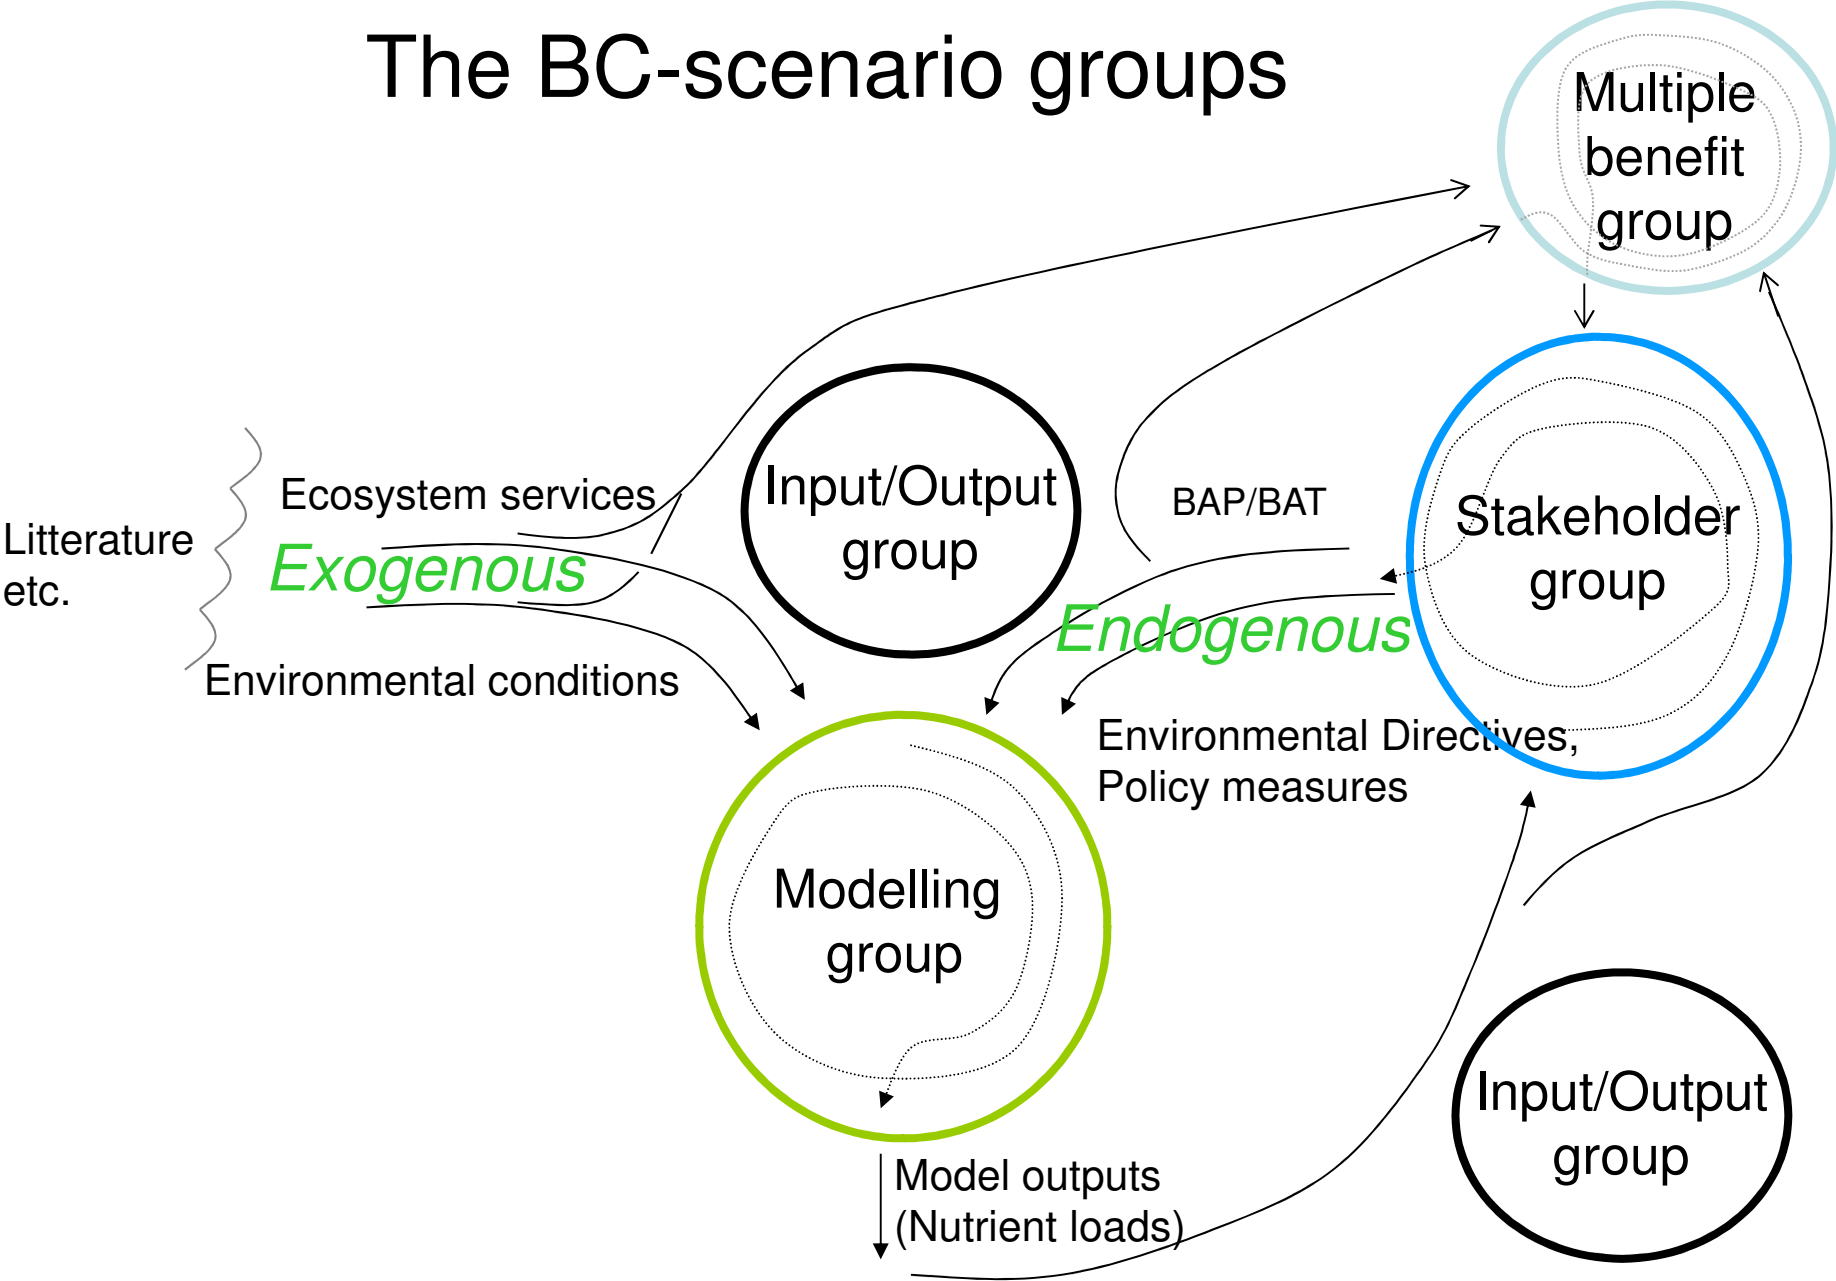 The BC-scenario groups
Multiple
benefit
group
Input/Output
group
Ecosystem services
Litterature
etc.
Exogenous
Environmental conditions
BAP/BAT
Stakeholder
group
Endogenous
Environmental Directives,
Policy measures
Modelling
group
Input/Output
group
Model outputs
(Nutrient loads)